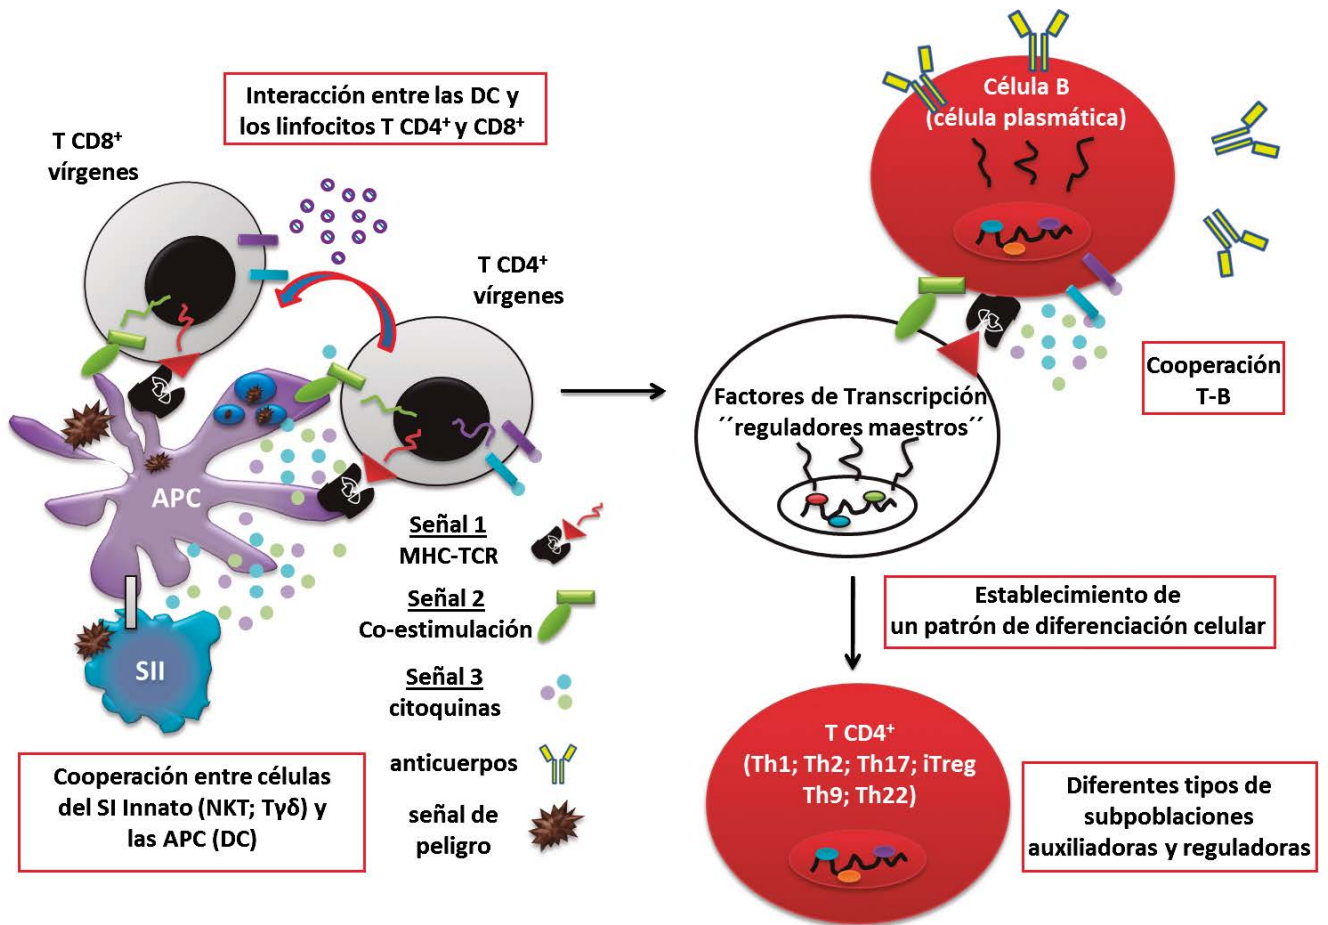 Interacción entre las DC y
los linfocitos T CD4⁺ y CD8⁺
T CD8⁺
vírgenes
T CD4⁺
vírgenes
APC
SII
Señal 1
MHC-TCR
Señal 2
Co-estimulación
Señal 3
citoquinas
anticuerpos
señal de
peligro
Cooperación entre células
del SI Innato (NKT; Tγδ) y
las APC (DC)
Célula B
(célula plasmática)
Cooperación
T-B
Factores de Transcripción
´´reguladores maestros´´
Establecimiento de
un patrón de diferenciación celular
T CD4⁺
(Th1; Th2; Th17; iTreg
Th9; Th22)
Diferentes tipos de
subpoblaciones
auxiliadoras y reguladoras